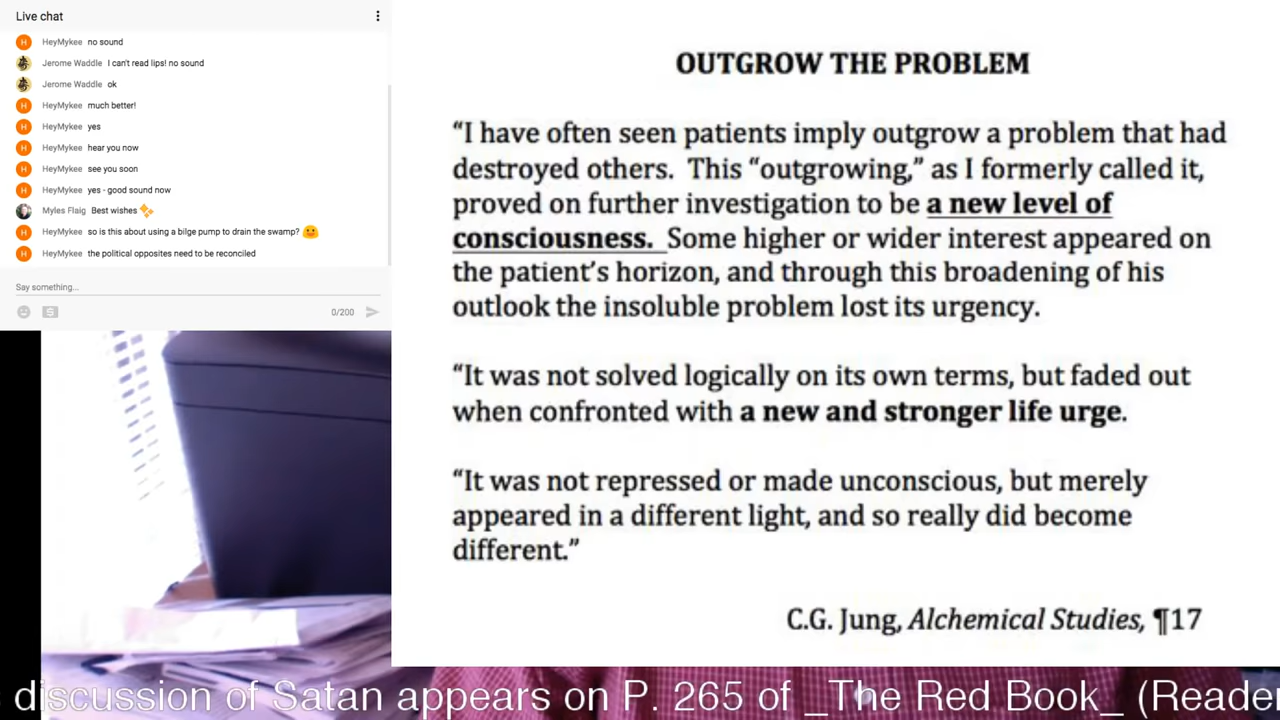 Live chat
HeyMykee no sound
Jerome Waddle I can't read lips! no sound
Jerome Waddle ok
HeyMykee much better!
HeyMykee yes
HeyMykee hear you now
HeyMykee see you soon
HeyMykee yes - good sound now
Myles Flaig Best wishes ✨
HeyMykee so is this about using a bilge pump to drain the swamp? 🙂
HeyMykee the political opposites need to be reconciled
Say something...
0/200
OUTGROW THE PROBLEM
“I have often seen patients imply outgrow a problem that had
destroyed others. This “outgrowing,” as I formerly called it,
proved on further investigation to be a new level of
consciousness. Some higher or wider interest appeared on
the patient’s horizon, and through this broadening of his
outlook the insoluble problem lost its urgency.
“It was not solved logically on its own terms, but faded out
when confronted with a new and stronger life urge.
“It was not repressed or made unconscious, but merely
appeared in a different light, and so really did become
different.”
C.G. Jung, Alchemical Studies, ¶17
discussion of Satan appears on P. 265 of _The Red Book_ (Reade